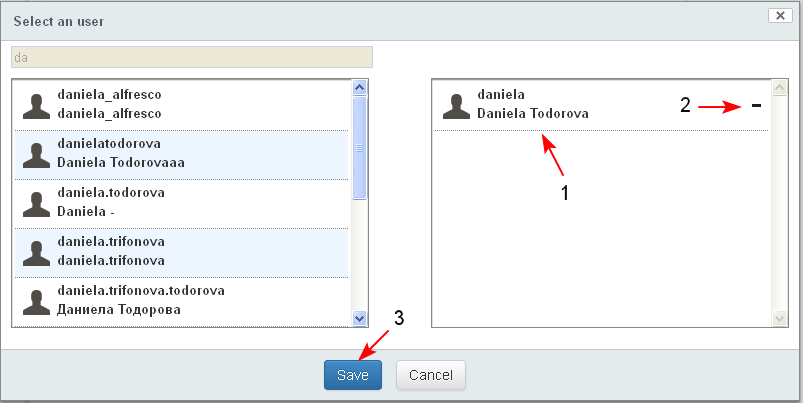 Select an user
da
daniela_alfresco
daniela_alfresco
danielatodorova
Daniela Todorovaaa
daniela.todorova
Daniela -
daniela.trifonova
daniela.trifonova
daniela.trifonova.todorova
Даниела Тодорова
daniela
Daniela Todorova
2
1
3
Save
Cancel